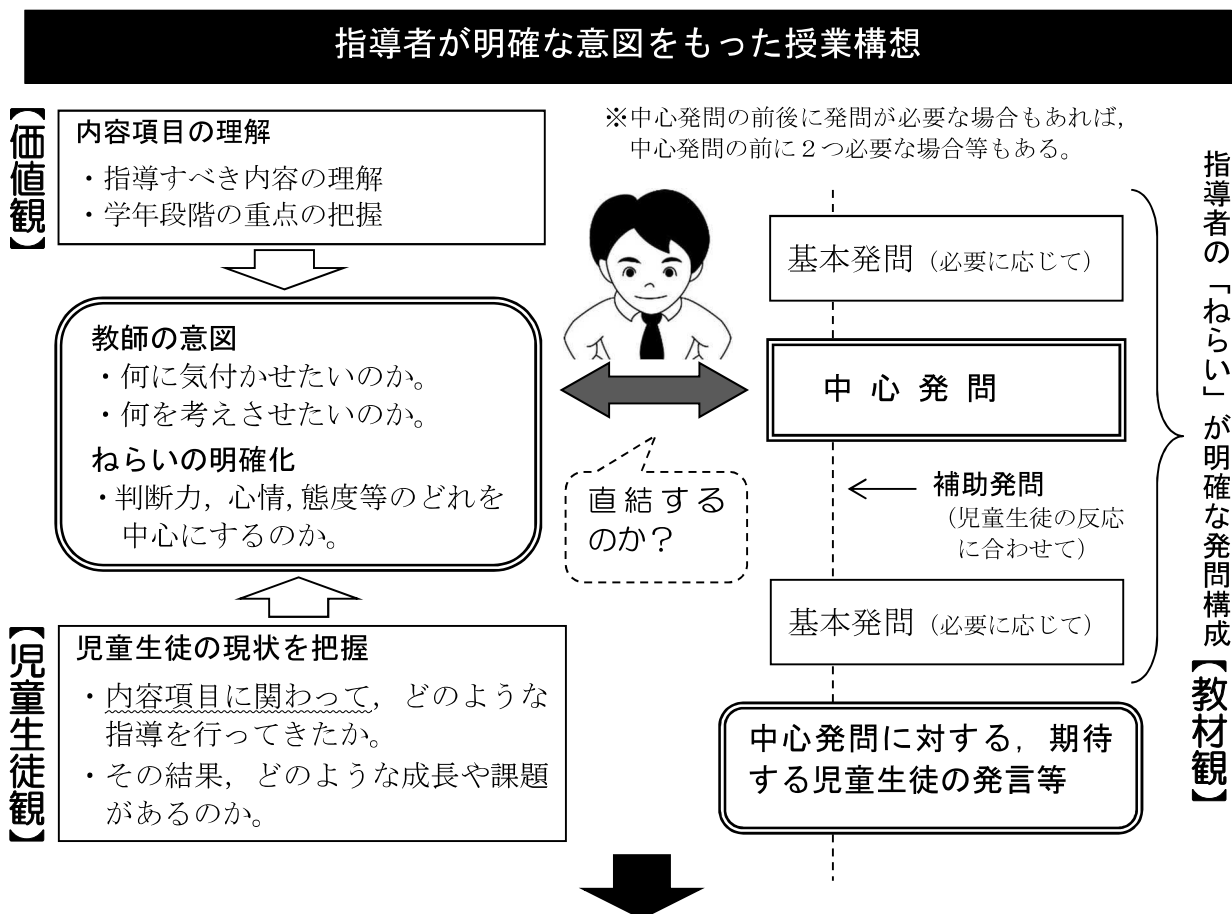 指導者が明確な意図をもった授業構想
【価値観】
内容項目の理解
・指導すべき内容の理解
・学年段階の重点の把握
教師の意図
・何に気付かせたいのか。
・何を考えさせたいのか。
ねらいの明確化
・判断力,心情,態度等のどれを
中心にするのか。
【児童生徒観】
児童生徒の現状を把握
・内容項目に関わって,どのような
指導を行ってきたか。
・その結果,どのような成長や課題
があるのか。
※中心発問の前後に発問が必要な場合もあれば,
中心発問の前に2つ必要な場合等もある。
直結する
のか?
基本発問(必要に応じて)
中心発問
補助発問
(児童生徒の反応
に合わせて)
基本発問(必要に応じて)
中心発問に対する,期待
する児童生徒の発言等
指導者の「ねらい」が明確な発問構成【教材観】